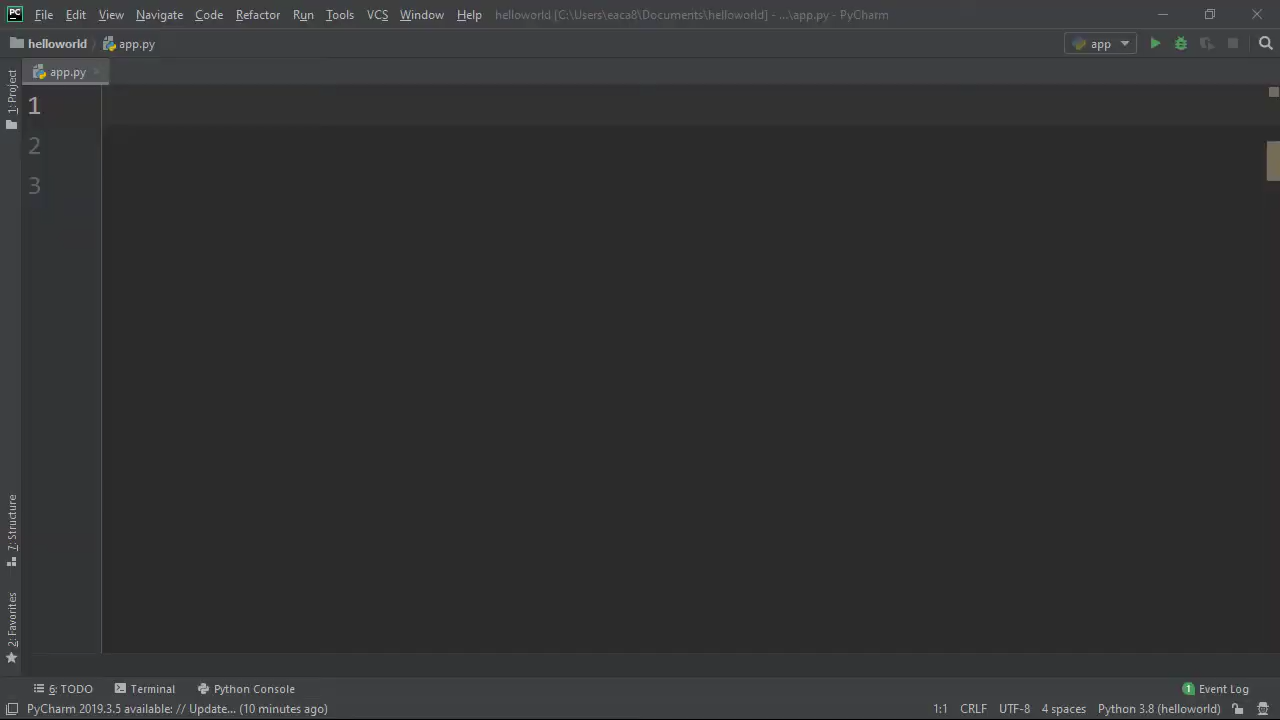 PC File Edit View Navigate Code Refactor Run Tools VCS Window Help helloworld [C:\Users\eaca8\Documents\helloworld] - ...\app.py - PyCharm
helloworld app.py app
app.py
1: Project
1
2
3
7: Structure
2: Favorites
6: TODO Terminal Python Console 1 Event Log
PyCharm 2019.3.5 available: // Update... (10 minutes ago) 1:1 CRLF UTF-8 4 spaces Python 3.8 (helloworld)